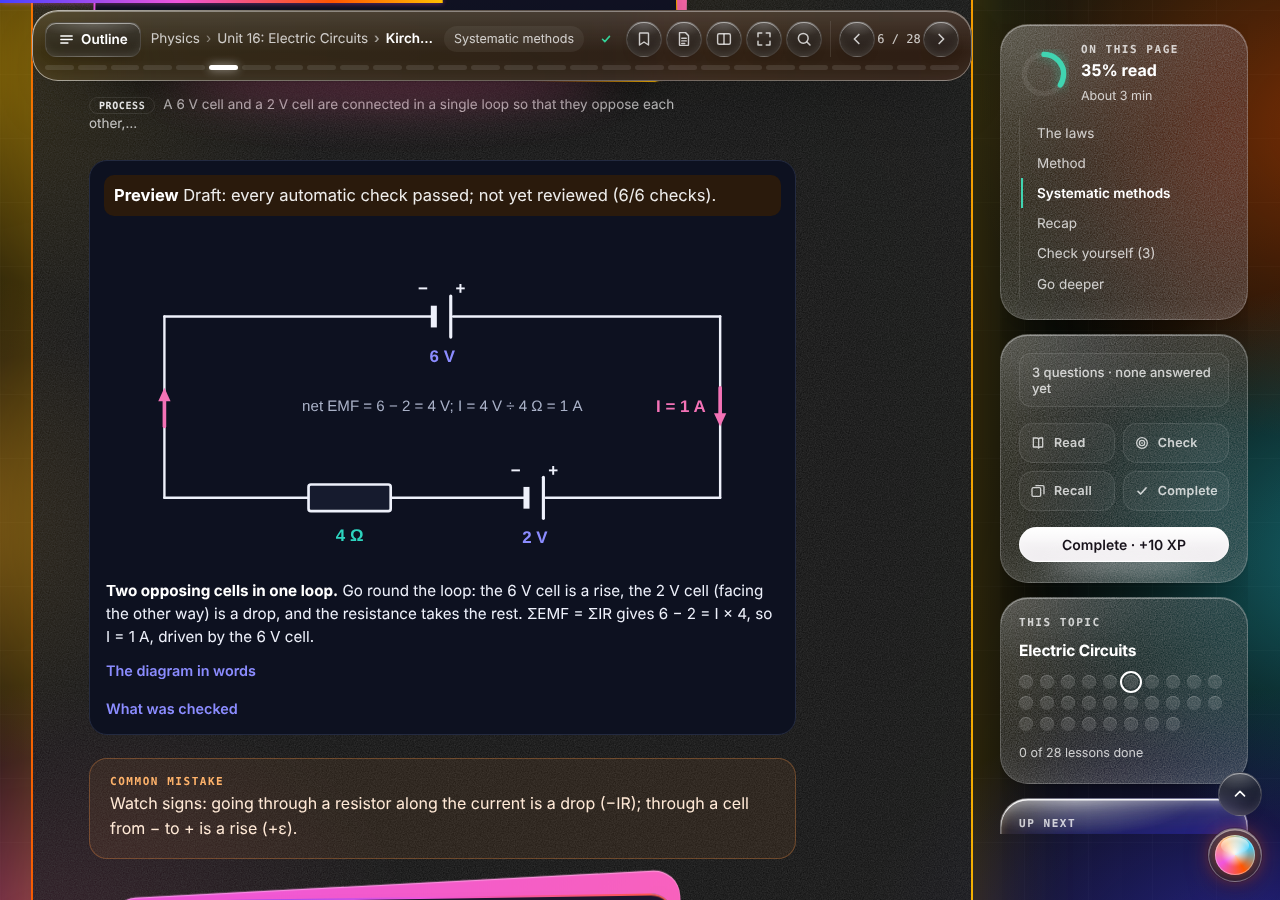 Outline
Physics › Unit 16: Electric Circuits › Kirch...
Systematic methods
6 / 28
PROCESS A 6 V cell and a 2 V cell are connected in a single loop so that they oppose each
other,...
Preview Draft: every automatic check passed; not yet reviewed (6/6 checks).
− +
6 V
net EMF = 6 − 2 = 4 V; I = 4 V ÷ 4 Ω = 1 A
I = 1 A
− +
4 Ω
2 V
Two opposing cells in one loop. Go round the loop: the 6 V cell is a rise, the 2 V cell (facing
the other way) is a drop, and the resistance takes the rest. ΣEMF = ΣIR gives 6 − 2 = I × 4, so
I = 1 A, driven by the 6 V cell.
The diagram in words
What was checked
COMMON MISTAKE
Watch signs: going through a resistor along the current is a drop (−IR); through a cell
from − to + is a rise (+ε).
ON THIS PAGE
35% read
About 3 min
The laws
Method
Systematic methods
Recap
Check yourself (3)
Go deeper
3 questions · none answered
yet
Read
Check
Recall
Complete
Complete · +10 XP
THIS TOPIC
Electric Circuits
0 of 28 lessons done
UP NEXT